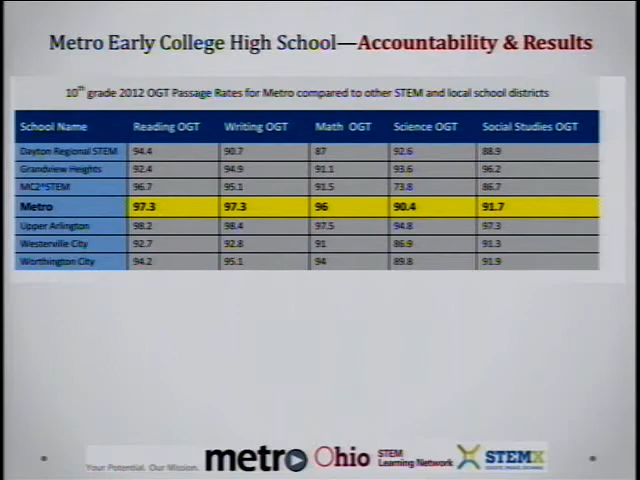 Metro Early College High School—Accountability & Results
10th grade 2012 OGT Passage Rates for Metro compared to other STEM and local school districts
School Name Reading OGT Writing OGT Math OGT Science OGT Social Studies OGT
Dayton Regional STEM 94.4 90.7 87 92.6 88.9
Grandview Heights 92.4 94.9 91.1 93.6 96.2
MC2*STEM 96.7 95.1 91.5 73.8 86.7
Metro 97.3 97.3 96 90.4 91.7
Upper Arlington 98.2 98.4 97.5 94.8 97.3
Westerville City 92.7 92.8 91 86.9 91.3
Worthington City 94.2 95.1 94 89.8 91.9
Your Potential. Our Mission. metro Ohio STEM Learning Network STEMX